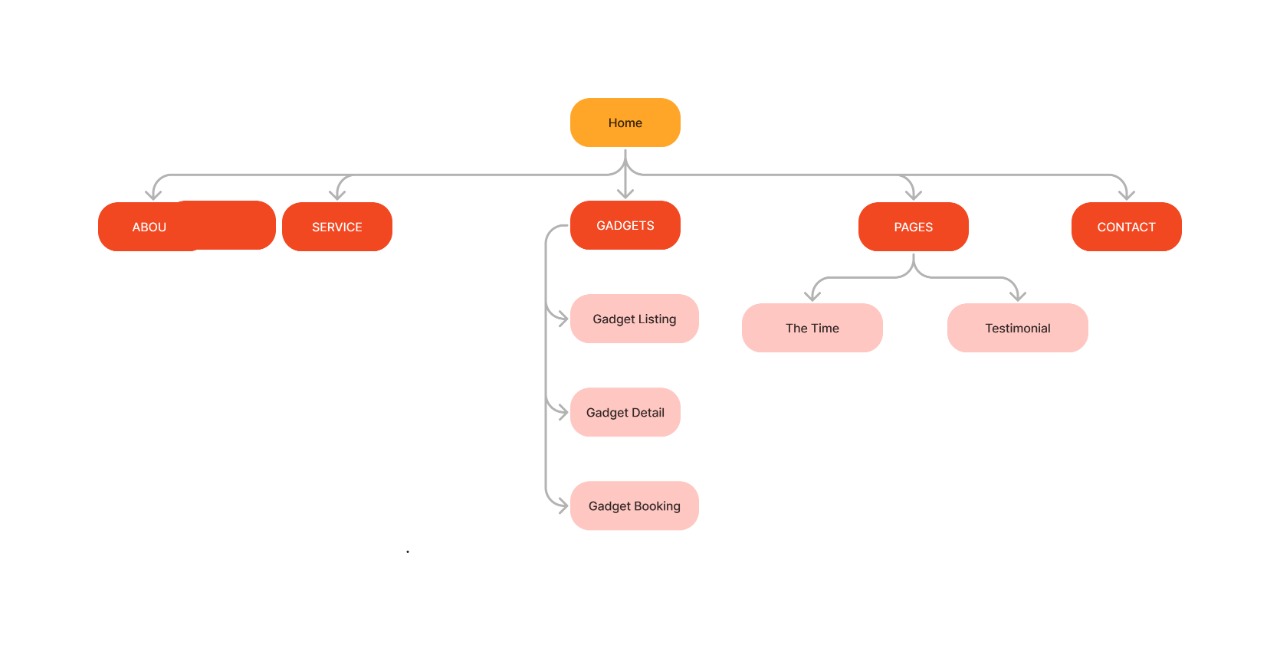 Home
ABOU
SERVICE
GADGETS
PAGES
CONTACT
Gadget Listing
The Time
Testimonial
Gadget Detail
Gadget Booking
.